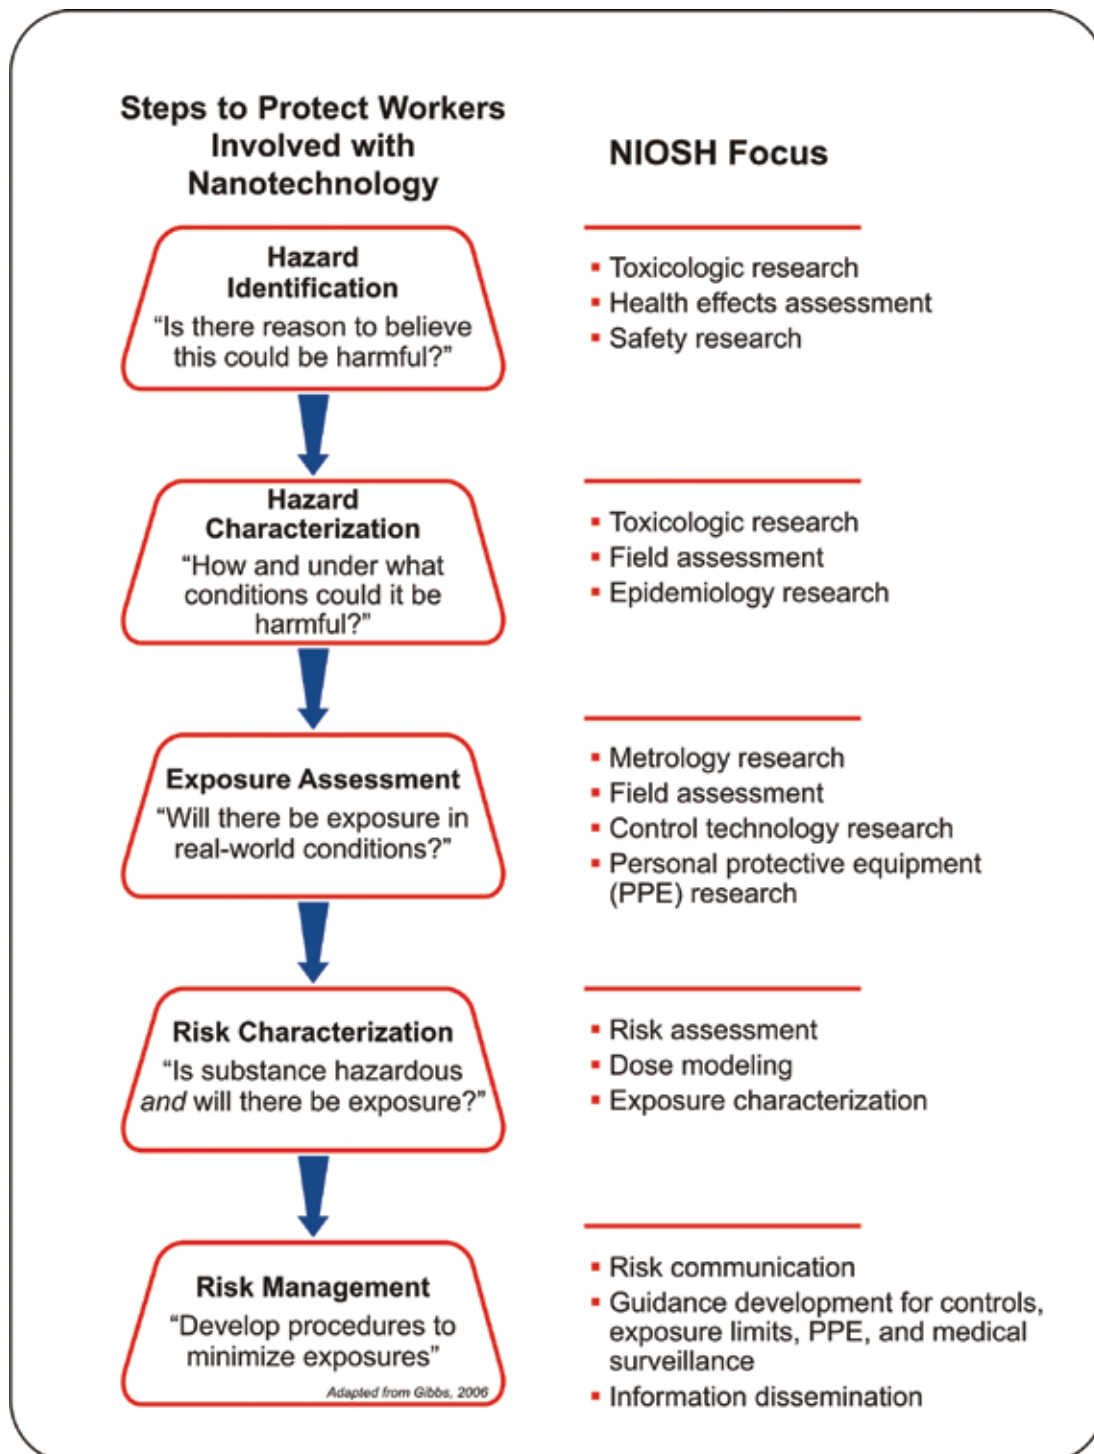 Steps to Protect Workers
Involved with
Nanotechnology
NIOSH Focus
Hazard
Identification
“Is there reason to believe
this could be harmful?”
▪ Toxicologic research
▪ Health effects assessment
▪ Safety research
Hazard
Characterization
“How and under what
conditions could it be
harmful?”
▪ Toxicologic research
▪ Field assessment
▪ Epidemiology research
Exposure Assessment
“Will there be exposure in
real-world conditions?”
▪ Metrology research
▪ Field assessment
▪ Control technology research
▪ Personal protective equipment
(PPE) research
Risk Characterization
“Is substance hazardous
and will there be exposure?”
▪ Risk assessment
▪ Dose modeling
▪ Exposure characterization
Risk Management
“Develop procedures to
minimize exposures”
Adapted from Gibbs, 2006
▪ Risk communication
▪ Guidance development for controls,
exposure limits, PPE, and medical
surveillance
▪ Information dissemination